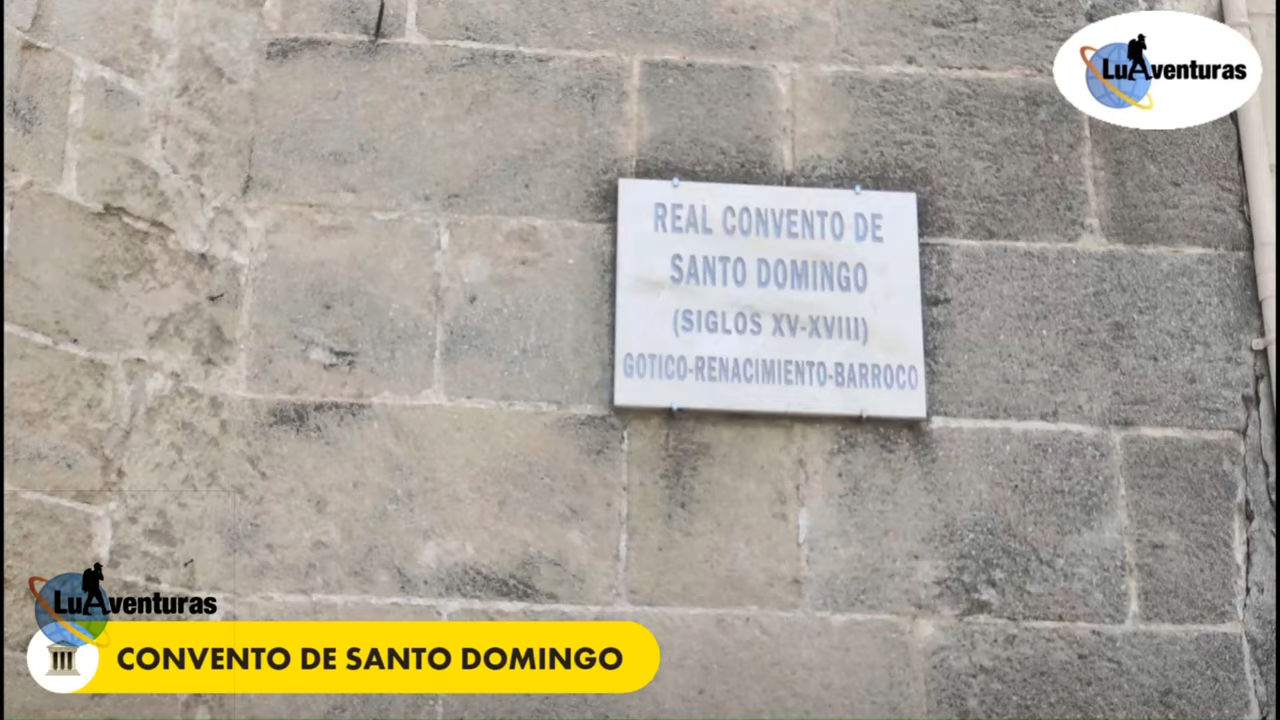 LuAventuras
REAL CONVENTO DE
SANTO DOMINGO
(SIGLOS XV-XVIII)
GOTICO-RENACIMIENTO-BARROCO
LuAventuras
CONVENTO DE SANTO DOMINGO